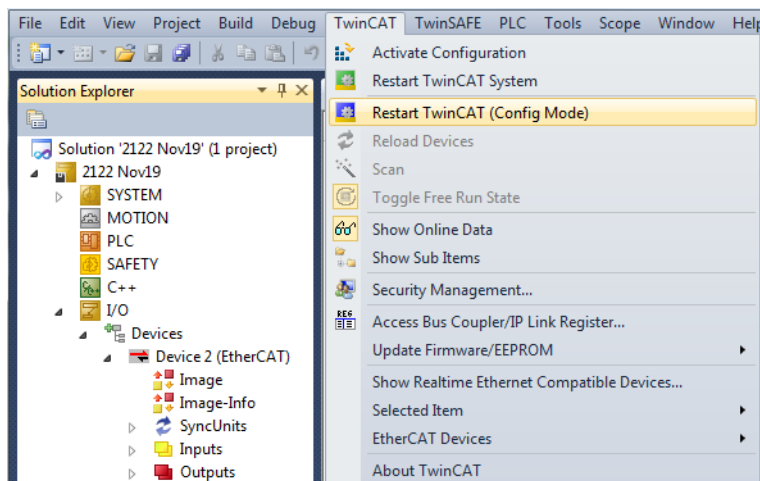 File Edit View Project Build Debug TwinCAT TwinSAFE PLC Tools Scope Window Help
Solution Explorer
Solution '2122 Nov19' (1 project)
2122 Nov19
SYSTEM
MOTION
PLC
SAFETY
C++
I/O
Devices
Device 2 (EtherCAT)
Image
Image-Info
SyncUnits
Inputs
Outputs
Activate Configuration
Restart TwinCAT System
Restart TwinCAT (Config Mode)
Reload Devices
Scan
Toggle Free Run State
Show Online Data
Show Sub Items
Security Management...
REG
Access Bus Coupler/IP Link Register...
Update Firmware/EEPROM
Show Realtime Ethernet Compatible Devices...
Selected Item
EtherCAT Devices
About TwinCAT